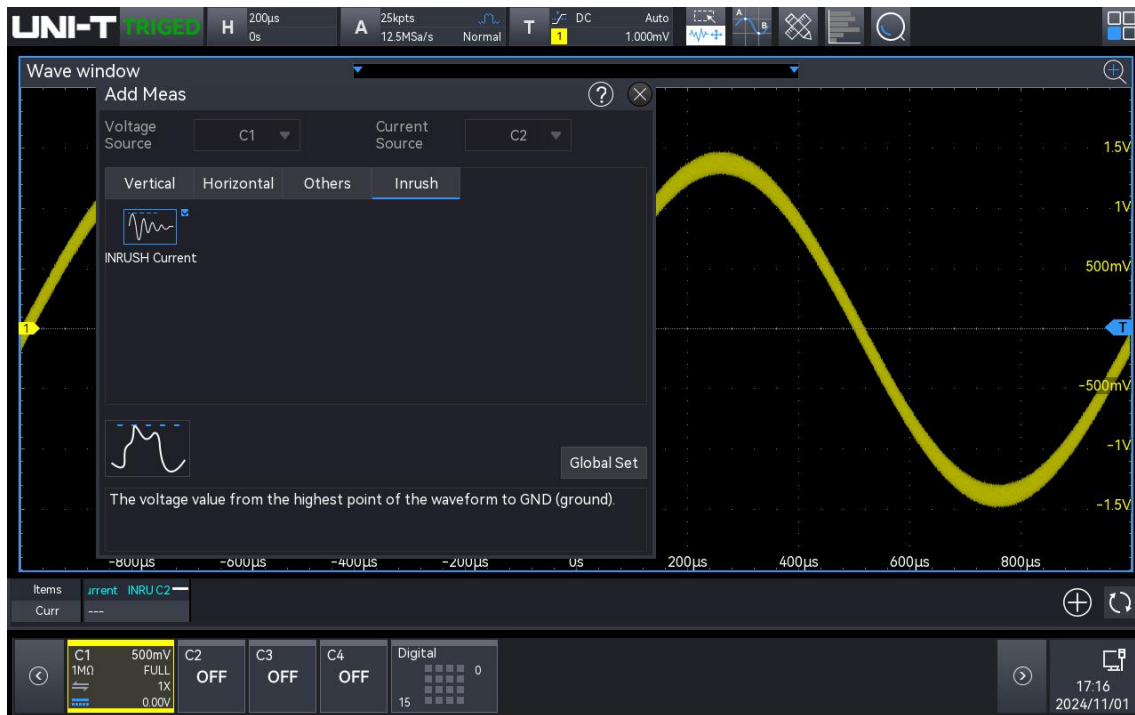 UNI-T TRIGED H 200μs 0s A 25kpts 12.5MSa/s Normal T DC 1 Auto 1.000mV A B
Wave window
Add Meas ?
Voltage Source C1 Current Source C2
Vertical Horizontal Others Inrush
INRUSH Current
Global Set
The voltage value from the highest point of the waveform to GND (ground).
1.5V
1V
500mV
1 T
-500mV
-1V
-1.5V
-800μs -600μs -400μs -200μs 0s 200μs 400μs 600μs 800μs
Items urrent INRU C2
Curr ---
C1 500mV
1MΩ FULL
1X
0.00V
C2 OFF
C3 OFF
C4 OFF
Digital 0 15
17:16
2024/11/01